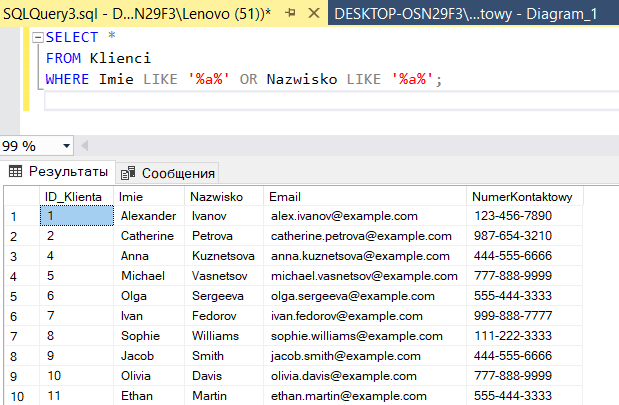 SQLQuery3.sql - D...N29F3\Lenovo (51))* DESKTOP-OSN29F3\...towy - Diagram_1
SELECT *
FROM Klienci
WHERE Imie LIKE '%a%' OR Nazwisko LIKE '%a%';
99 %
Результаты Сообщения
ID_Klienta Imie Nazwisko Email NumerKontaktowy
1 1 Alexander Ivanov alex.ivanov@example.com 123-456-7890
2 2 Catherine Petrova catherine.petrova@example.com 987-654-3210
3 4 Anna Kuznetsova anna.kuznetsova@example.com 444-555-6666
4 5 Michael Vasnetsov michael.vasnetsov@example.com 777-888-9999
5 6 Olga Sergeeva olga.sergeeva@example.com 555-444-3333
6 7 Ivan Fedorov ivan.fedorov@example.com 999-888-7777
7 8 Sophie Williams sophie.williams@example.com 111-222-3333
8 9 Jacob Smith jacob.smith@example.com 444-555-6666
9 10 Olivia Davis olivia.davis@example.com 777-888-9999
10 11 Ethan Martin ethan.martin@example.com 555-444-3333